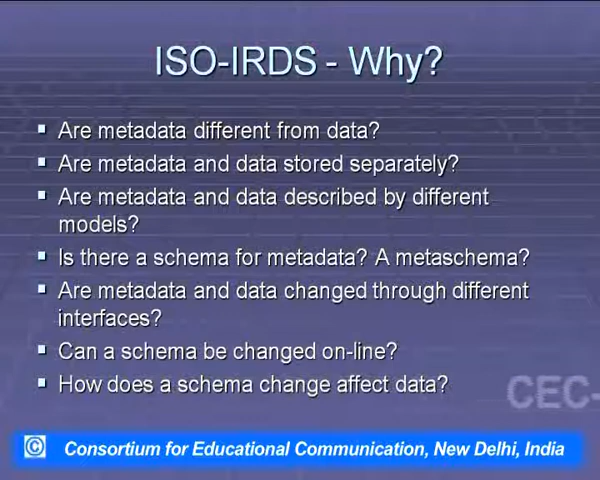 ISO-IRDS - Why?
Are metadata different from data?
Are metadata and data stored separately?
Are metadata and data described by different
models?
Is there a schema for metadata? A metaschema?
Are metadata and data changed through different
interfaces?
Can a schema be changed on-line?
How does a schema change affect data?
CEC-
© Consortium for Educational Communication, New Delhi, India